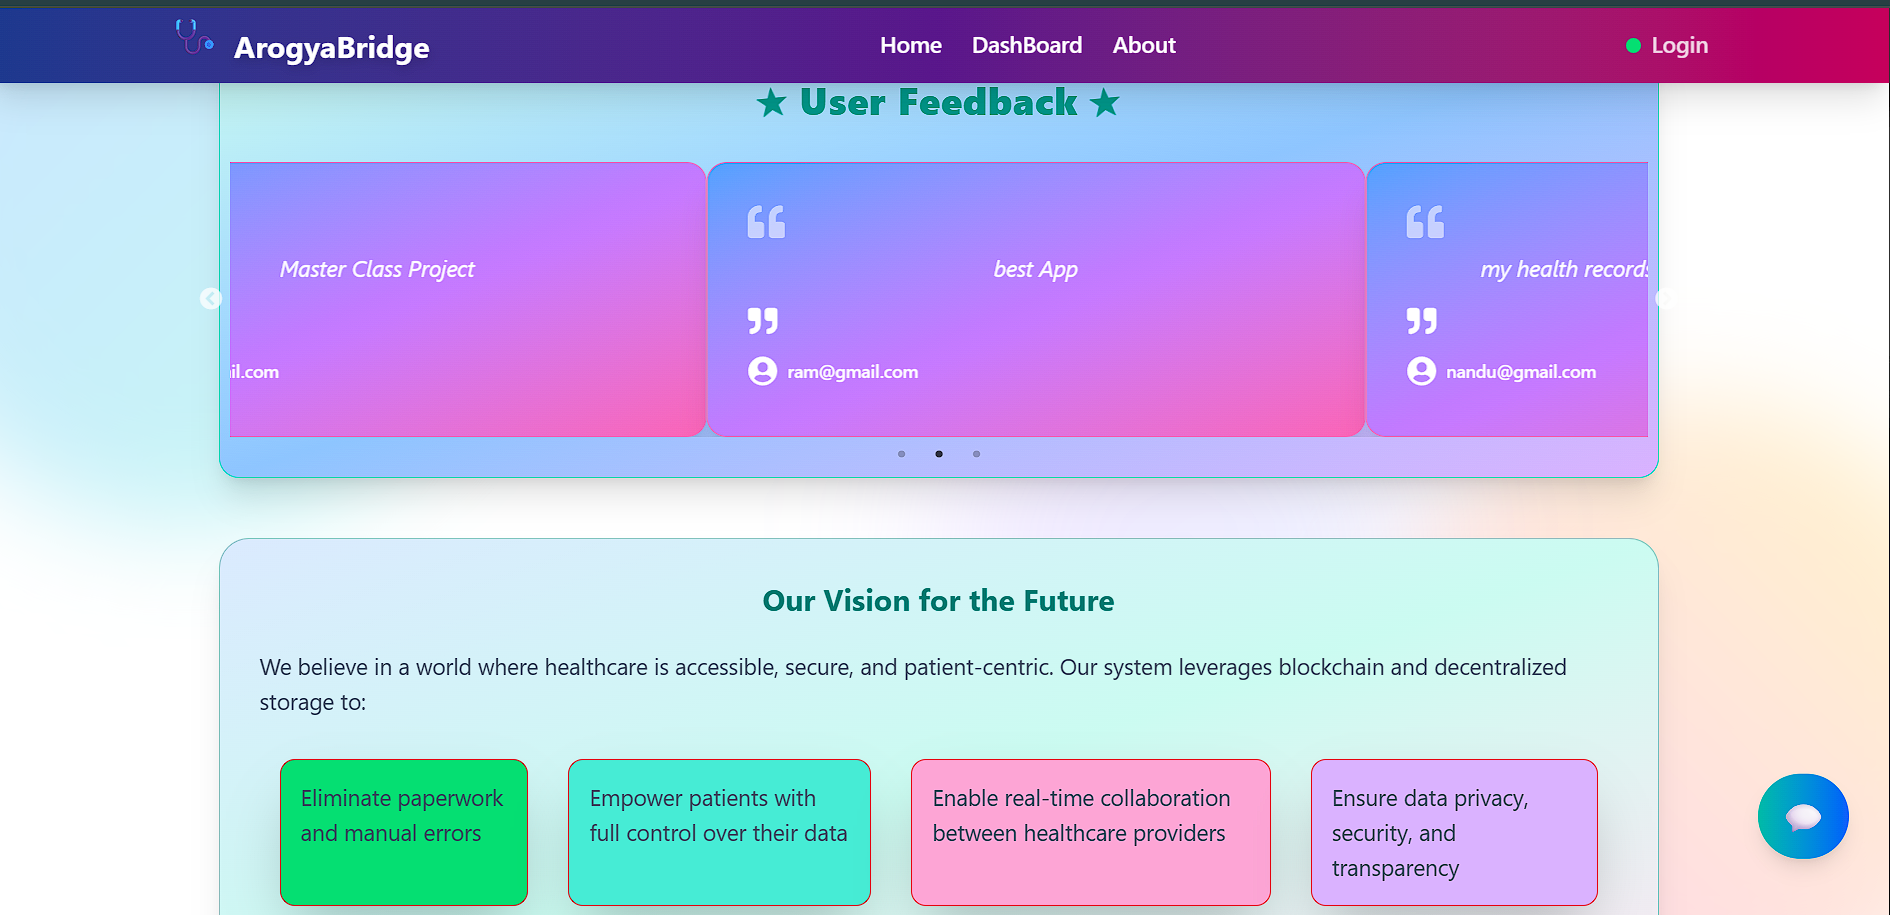 ArogyaBridge
Home DashBoard About
Login
★ User Feedback ★
Master Class Project
il.com
“
best App
”
ram@gmail.com
“
my health records
”
nandu@gmail.com
Our Vision for the Future
We believe in a world where healthcare is accessible, secure, and patient-centric. Our system leverages blockchain and decentralized
storage to:
Eliminate paperwork
and manual errors
Empower patients with
full control over their data
Enable real-time collaboration
between healthcare providers
Ensure data privacy,
security, and
transparency